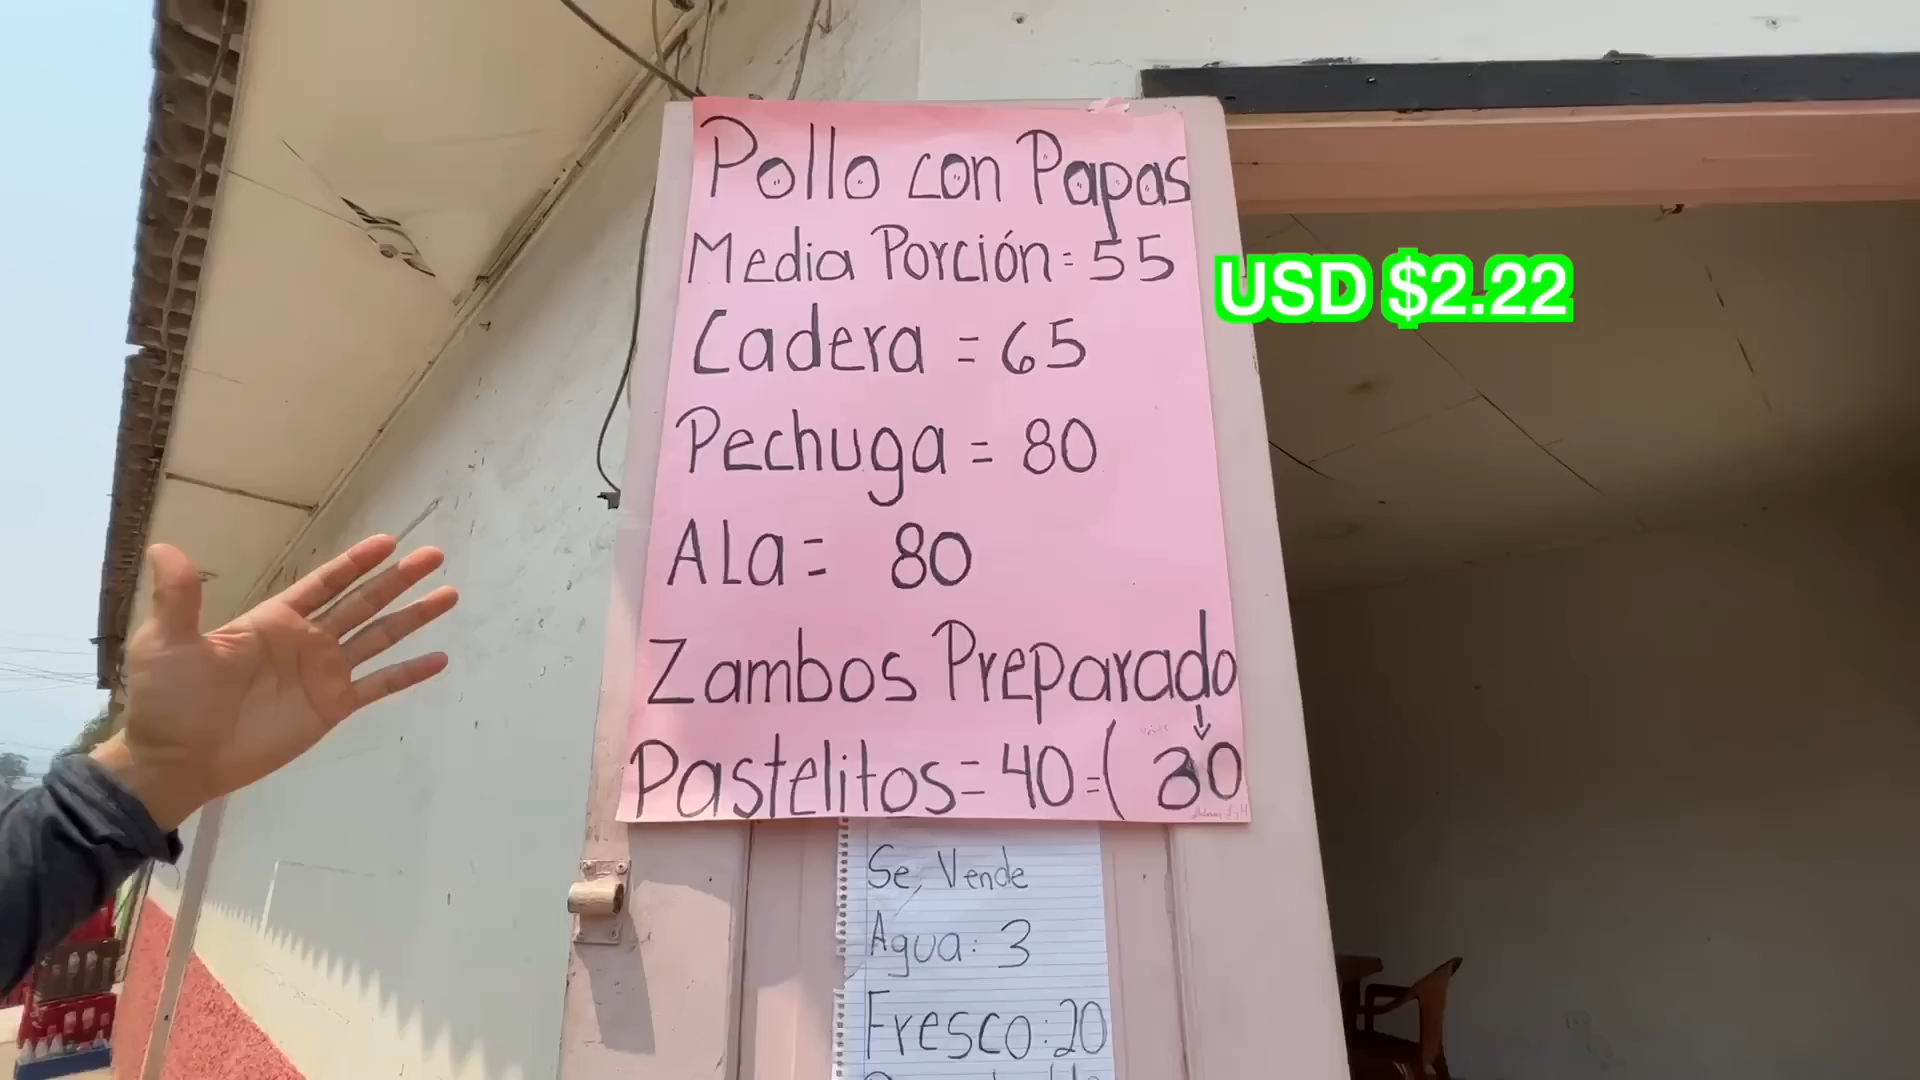 Pollo con Papas
Media Porción = 55
USD $2.22
Cadera = 65
Pechuga = 80
ALa = 80
Zambos Preparado
Pastelitos = 40 = ( 30
Se, Vende
Agua: 3
Fresco: 20